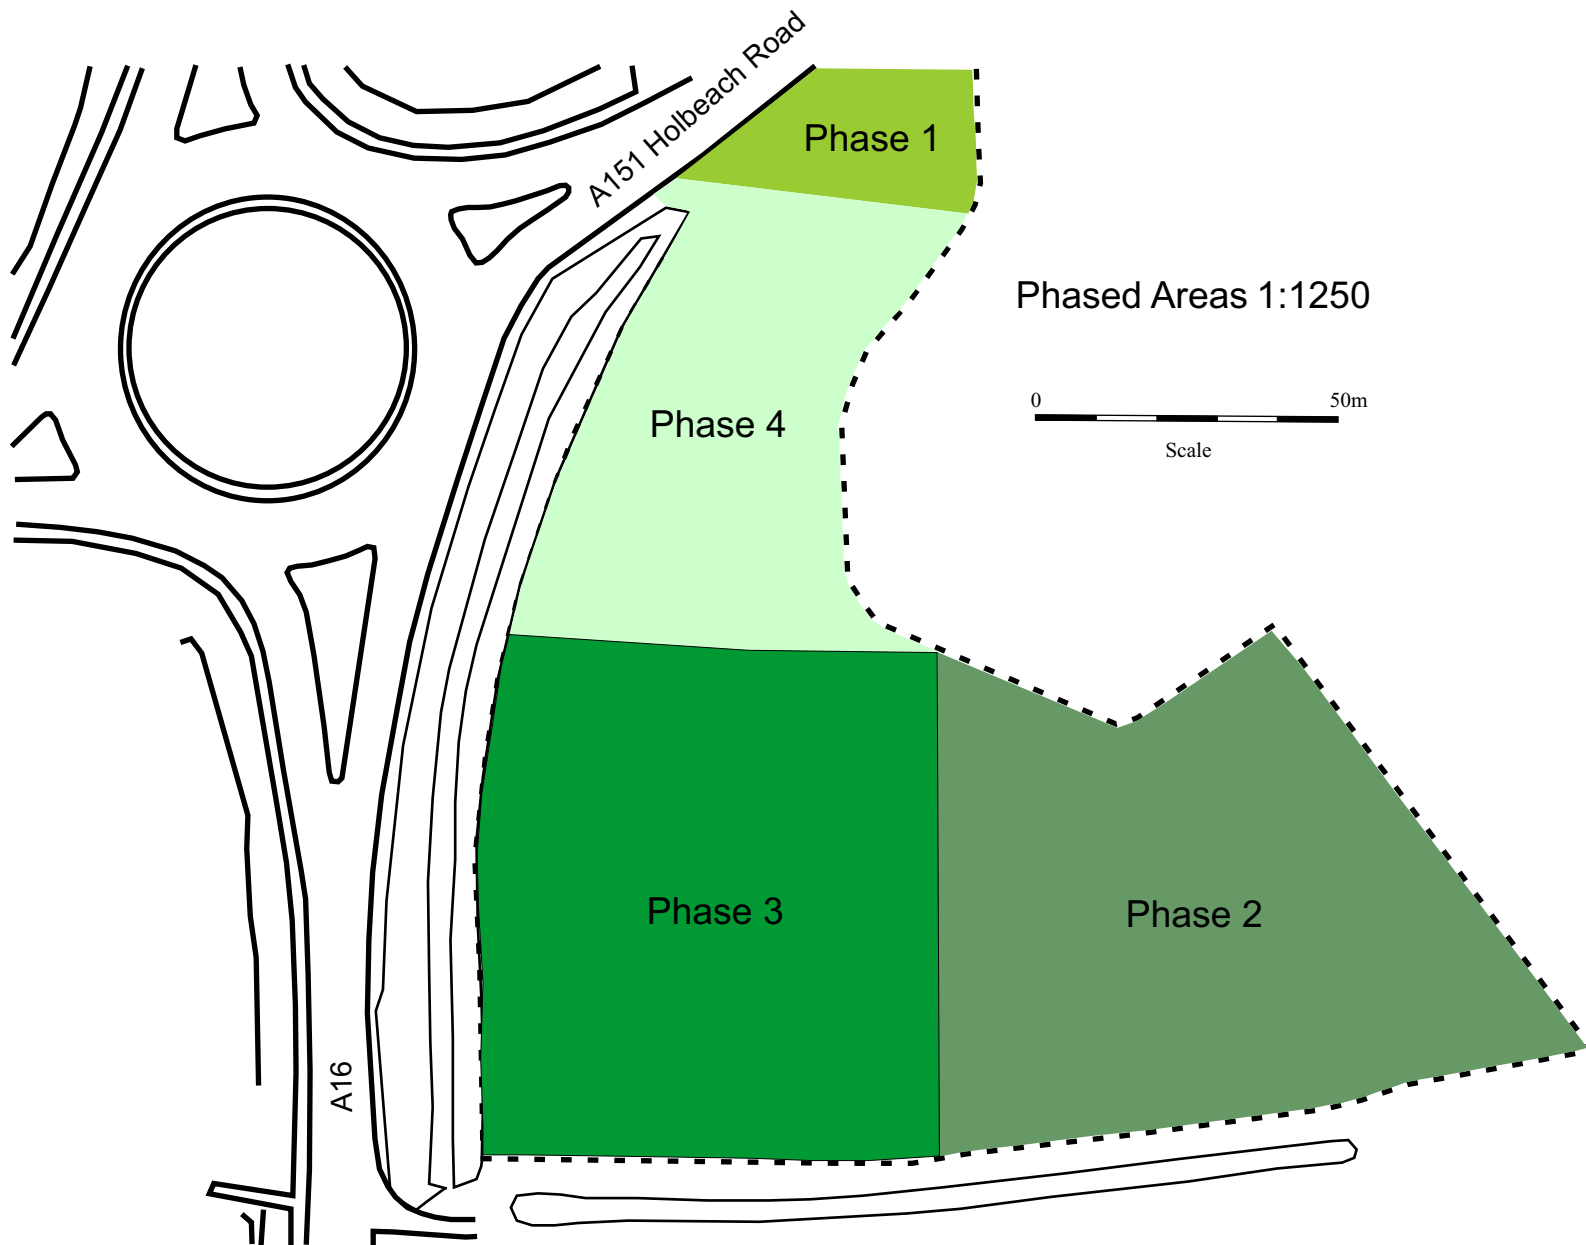 A151 Holbeach Road
Phase 1
Phased Areas 1:1250
0 50m
Scale
Phase 4
Phase 3
Phase 2
A16